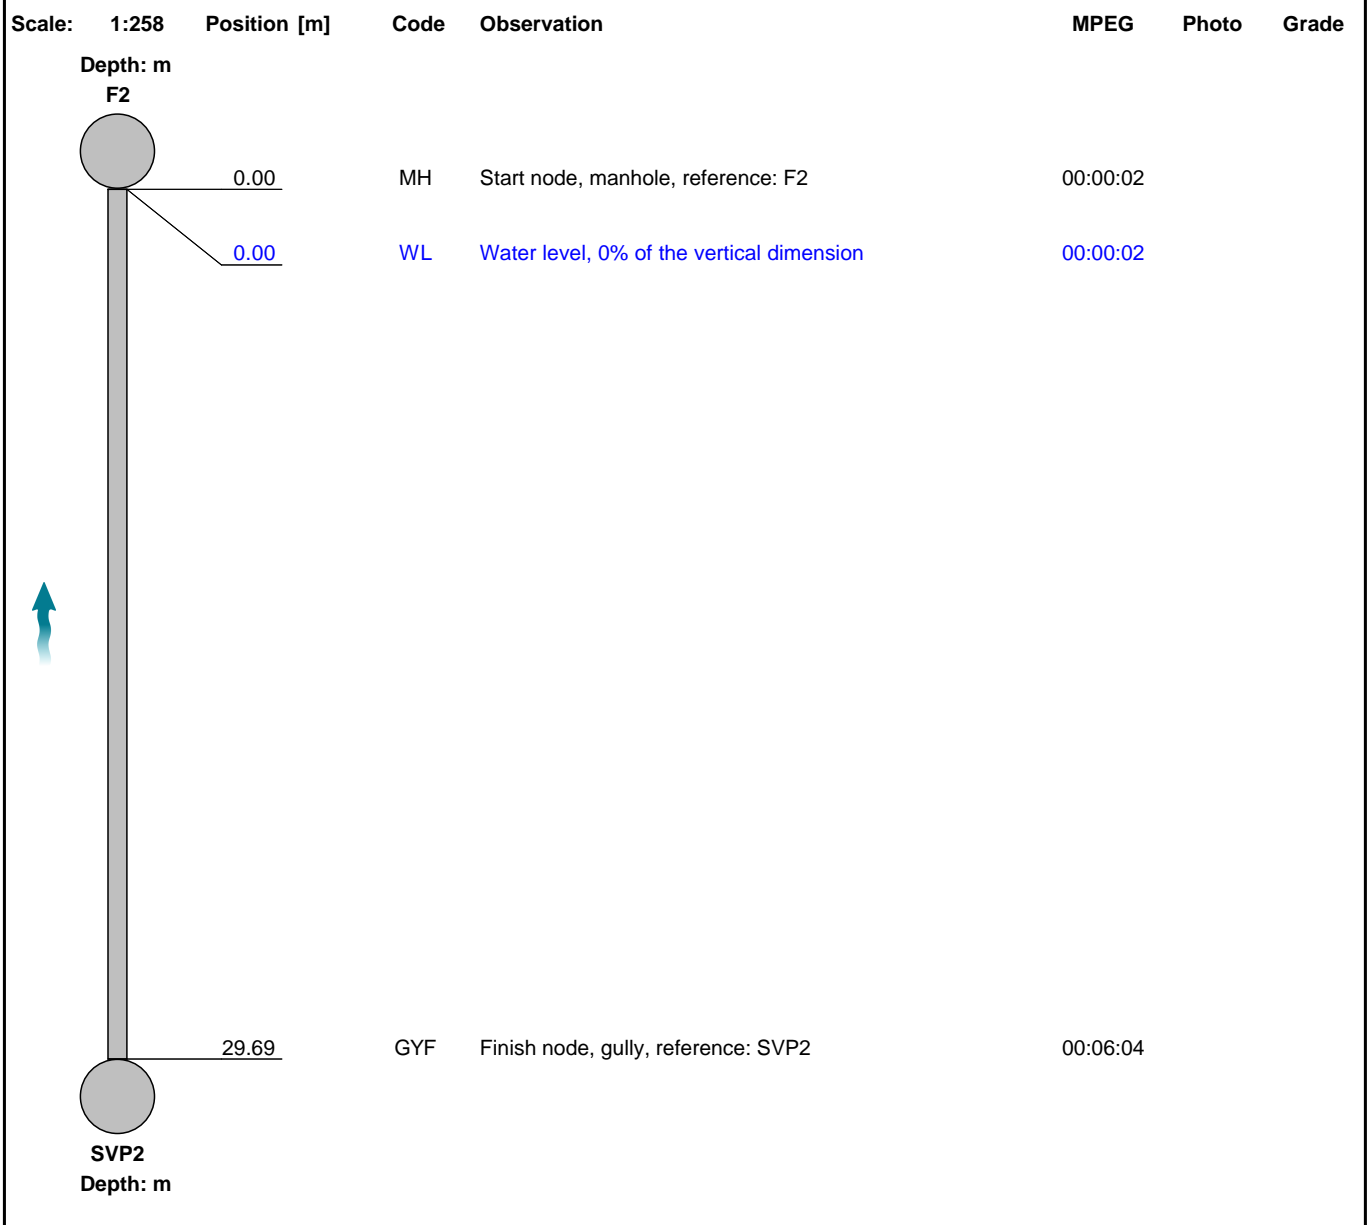 Scale: 1:258 Position [m] Code Observation MPEG Photo Grade
Depth: m
F2
0.00 MH Start node, manhole, reference: F2 00:00:02
0.00 WL Water level, 0% of the vertical dimension 00:00:02
29.69 GYF Finish node, gully, reference: SVP2 00:06:04
SVP2
Depth: m